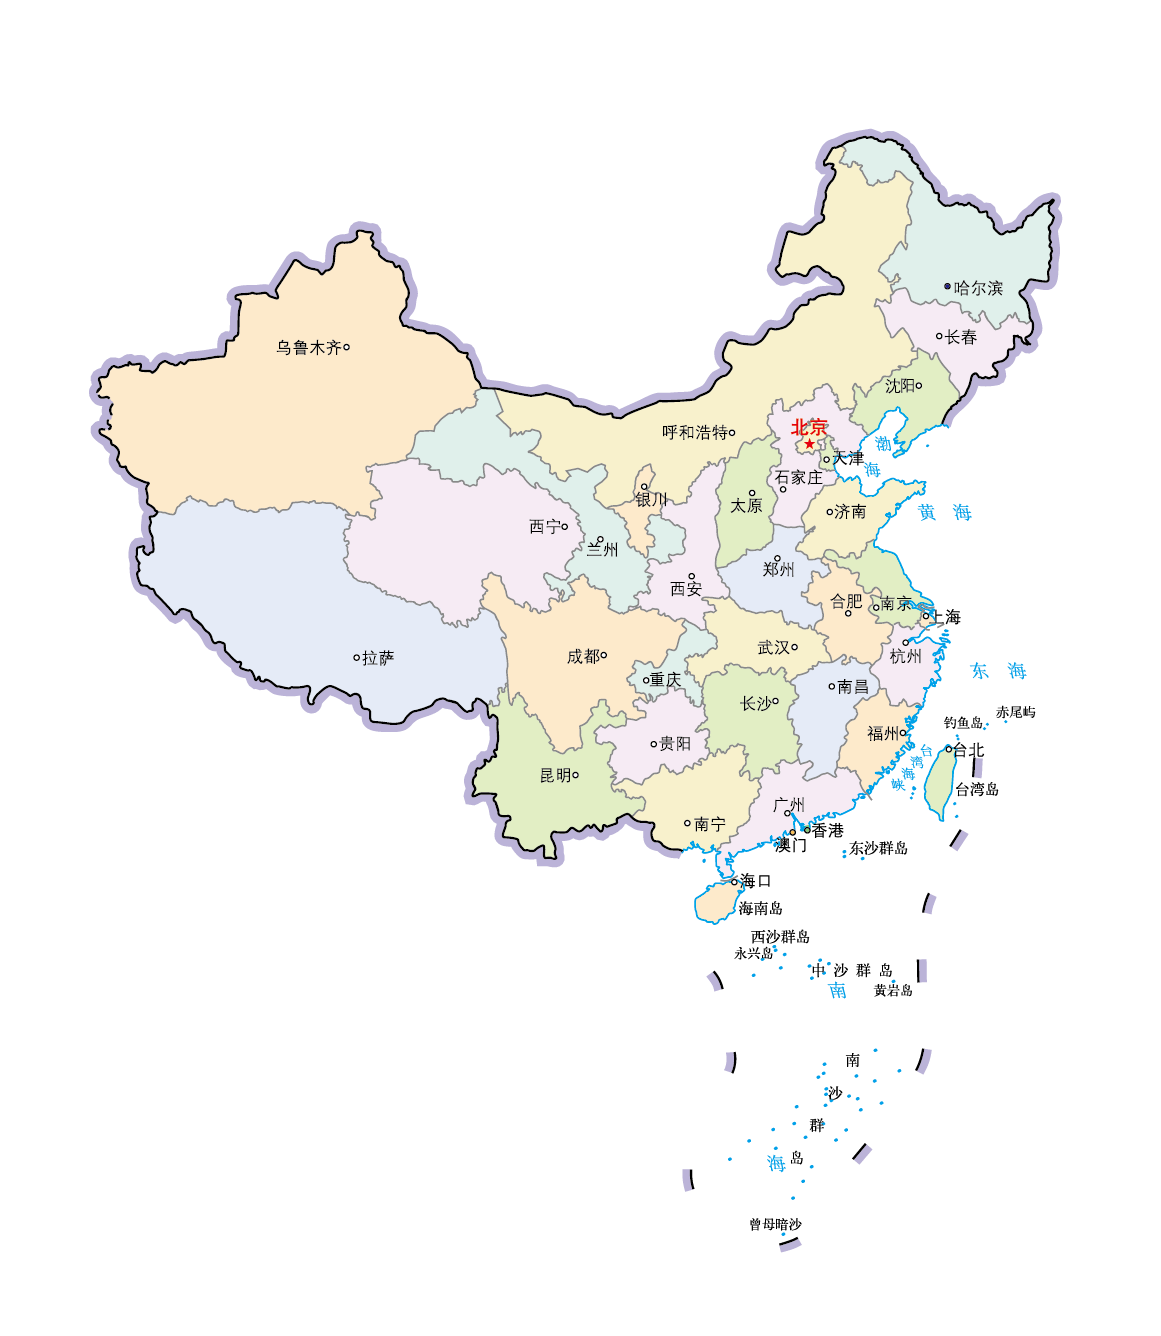 哈尔滨
长春
乌鲁木齐
沈阳
北京
呼和浩特
渤
海
天津
石家庄
银川
太原
济南
黄 海
西宁
兰州
郑州
西安
合肥
南京
上海
武汉
杭州
拉萨
成都
东 海
重庆
南昌
长沙
赤尾屿
钓鱼岛
福州
贵阳
台北
台
湾
海
峡
昆明
台湾岛
广州
南宁
香港
澳门
东沙群岛
海口
海南岛
西沙群岛
永兴岛
中沙群岛
南
黄岩岛
南
沙
群
岛
海
曾母暗沙